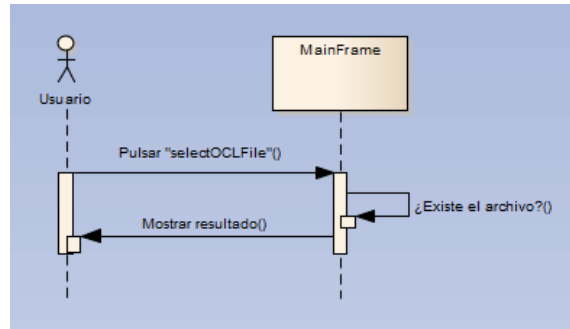 MainFrame
Usuario
Pulsar "selectOCLFile"()
¿Existe el archivo?()
Mostrar resultado()